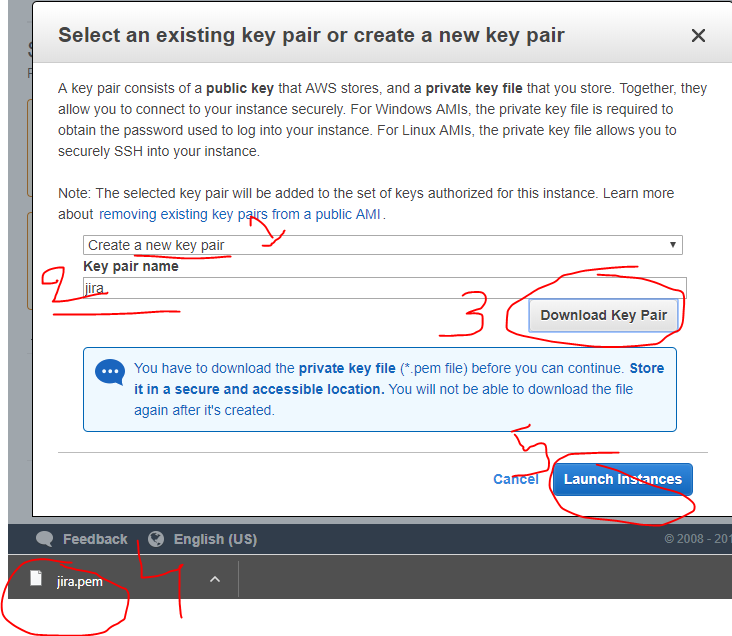 Select an existing key pair or create a new key pair
A key pair consists of a public key that AWS stores, and a private key file that you store. Together, they
allow you to connect to your instance securely. For Windows AMIs, the private key file is required to
obtain the password used to log into your instance. For Linux AMIs, the private key file allows you to
securely SSH into your instance.
Note: The selected key pair will be added to the set of keys authorized for this instance. Learn more
about removing existing key pairs from a public AMI.
Create a new key pair
Key pair name
2
jira
3
Download Key Pair
You have to download the private key file (*.pem file) before you can continue. Store
it in a secure and accessible location. You will not be able to download the file
again after it's created.
5
Cancel Launch Instances
Feedback English (US) © 2008 - 201
jira.pem
4